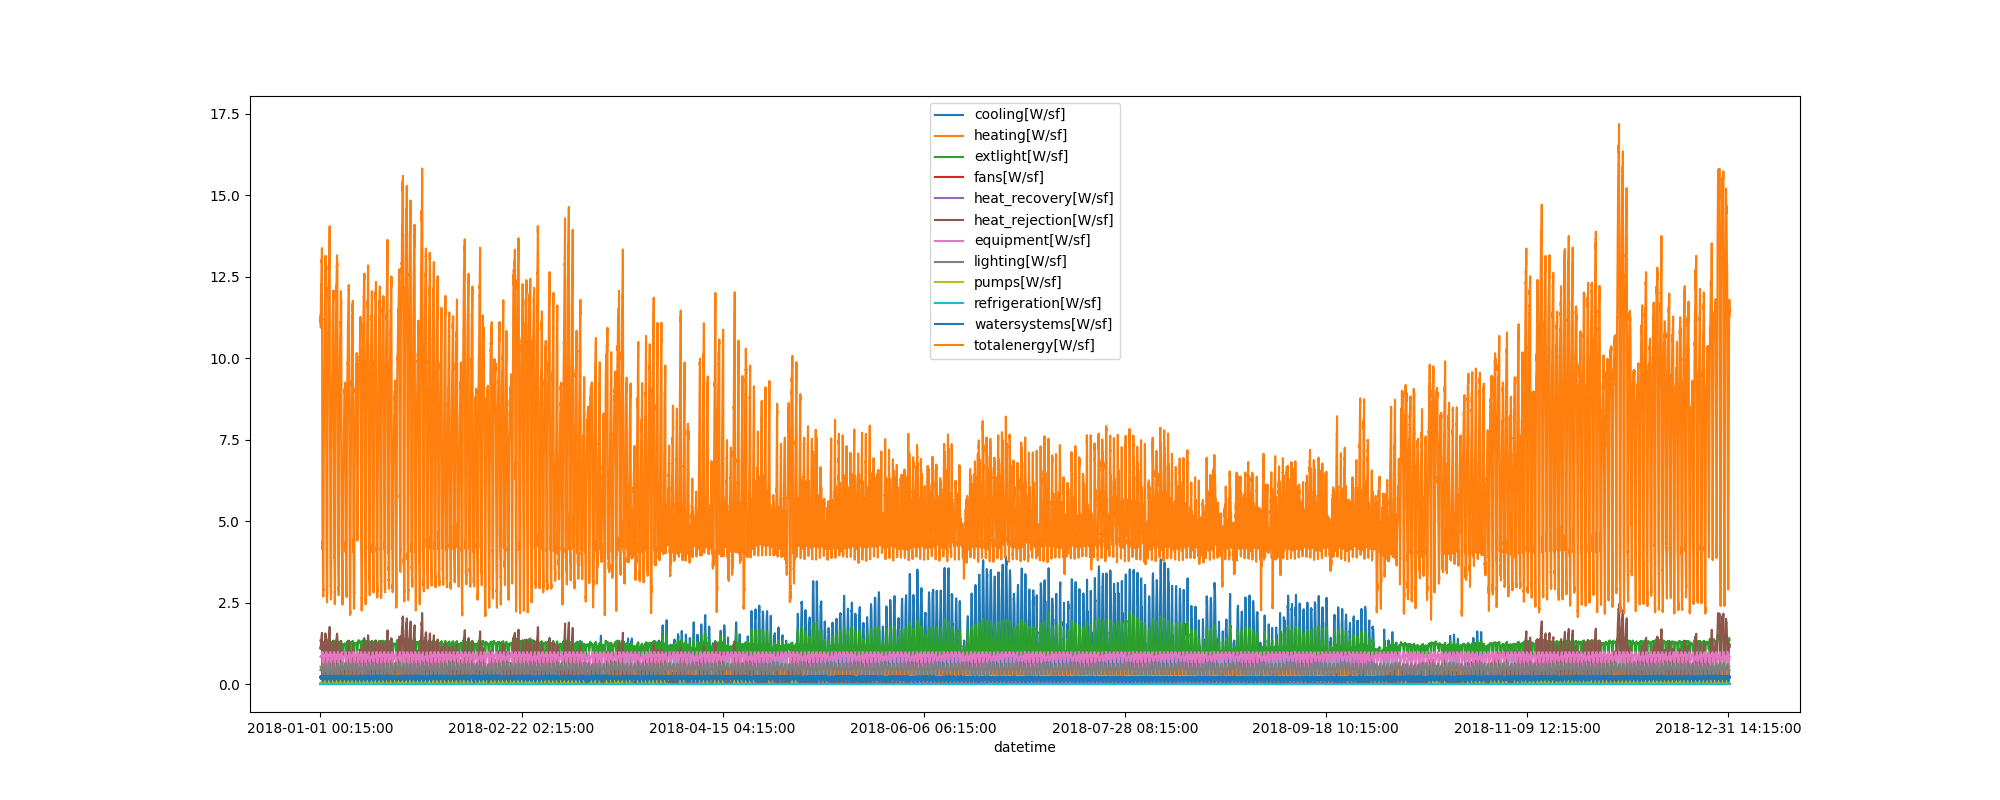 17.5
15.0
12.5
10.0
7.5
5.0
2.5
0.0
cooling[W/sf]
heating[W/sf]
extlight[W/sf]
fans[W/sf]
heat_recovery[W/sf]
heat_rejection[W/sf]
equipment[W/sf]
lighting[W/sf]
pumps[W/sf]
refrigeration[W/sf]
watersystems[W/sf]
totalenergy[W/sf]
2018-01-01 00:15:00 2018-02-22 02:15:00 2018-04-15 04:15:00 2018-06-06 06:15:00 2018-07-28 08:15:00 2018-09-18 10:15:00 2018-11-09 12:15:00 2018-12-31 14:15:00
datetime